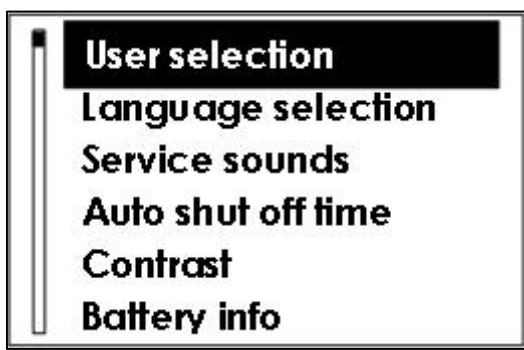 User selection
Language selection
Service sounds
Auto shut off time
Contrast
Battery info